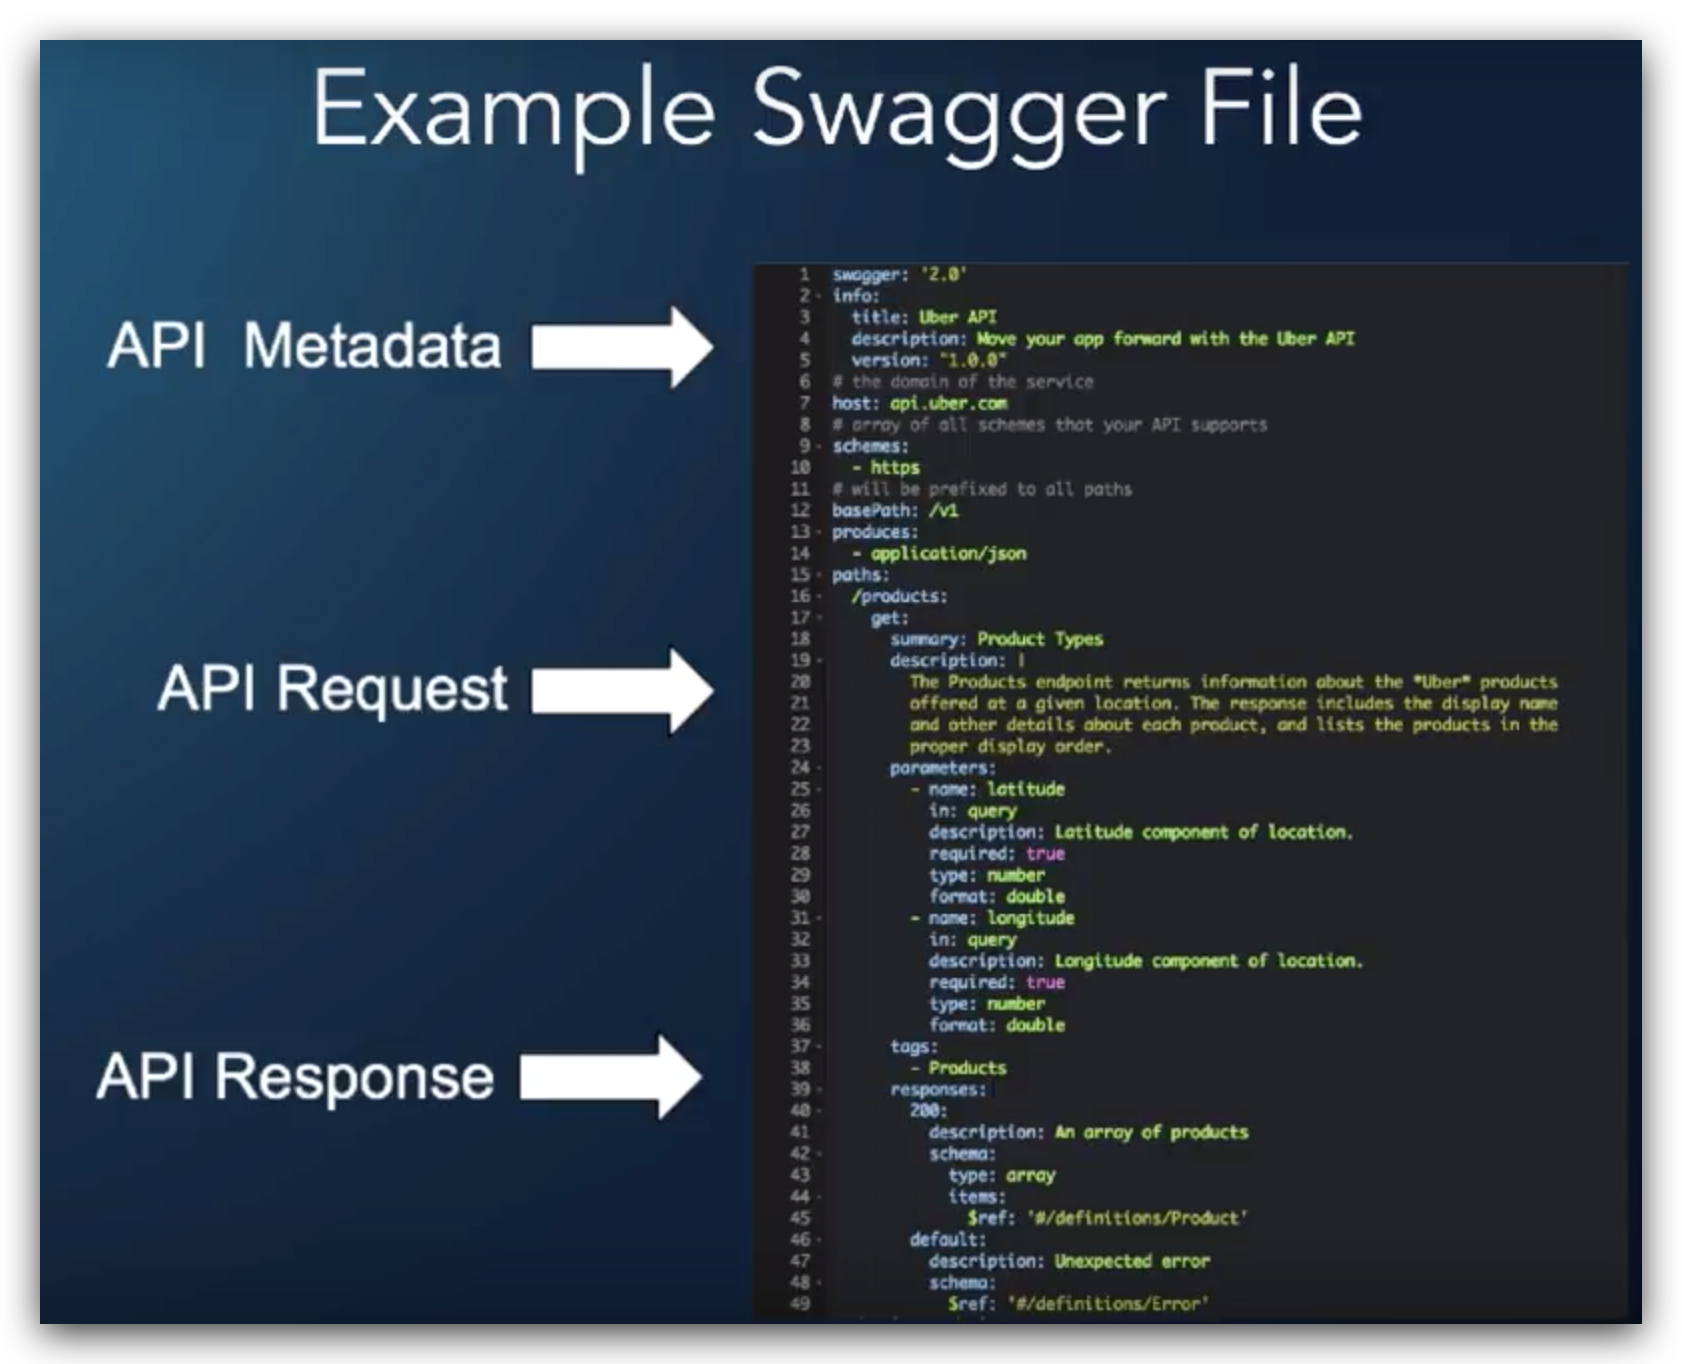 Example Swagger File
API Metadata
API Request
API Response
1 swagger: '2.0'
2 info:
3 title: Uber API
4 description: Move your app forward with the Uber API
5 version: "1.0.0"
6 # the domain of the service
7 host: api.uber.com
8 # array of all schemes that your API supports
9 schemes:
10 - https
11 # will be prefixed to all paths
12 basePath: /v1
13 produces:
14 - application/json
15 paths:
16 /products:
17 get:
18 summary: Product Types
19 description: |
20 The Products endpoint returns information about the *Uber* products
21 offered at a given location. The response includes the display name
22 and other details about each product, and lists the products in the
23 proper display order.
24 parameters:
25 - name: latitude
26 in: query
27 description: Latitude component of location.
28 required: true
29 type: number
30 format: double
31 - name: longitude
32 in: query
33 description: Longitude component of location.
34 required: true
35 type: number
36 format: double
37 tags:
38 - Products
39 responses:
40 200:
41 description: An array of products
42 schema:
43 type: array
44 items:
45 $ref: '#/definitions/Product'
46 default:
47 description: Unexpected error
48 schema:
49 $ref: '#/definitions/Error'